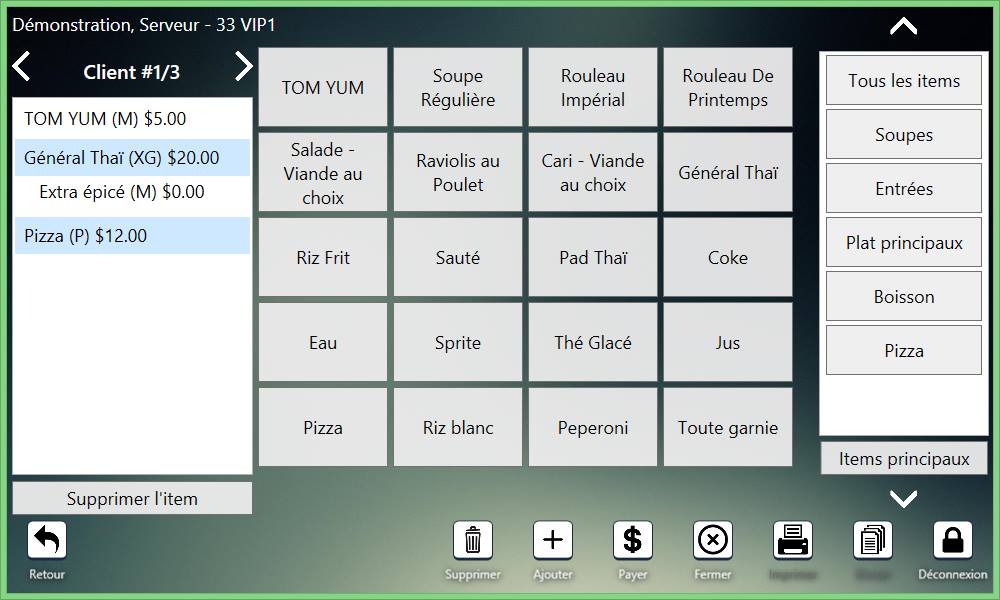 Démonstration, Serveur - 33 VIP1
Client #1/3
TOM YUM (M) $5.00
Général Thaï (XG) $20.00
Extra épicé (M) $0.00
Pizza (P) $12.00
Supprimer l'item
TOM YUM
Soupe
Régulière
Rouleau
Impérial
Rouleau De
Printemps
Salade -
Viande au
choix
Raviolis au
Poulet
Cari - Viande
au choix
Général Thaï
Riz Frit
Sauté
Pad Thaï
Coke
Eau
Sprite
Thé Glacé
Jus
Pizza
Riz blanc
Peperoni
Toute garnie
Tous les items
Soupes
Entrées
Plat principaux
Boisson
Pizza
Items principaux
Retour
Supprimer
Ajouter
Payer
Fermer
Déconnexion